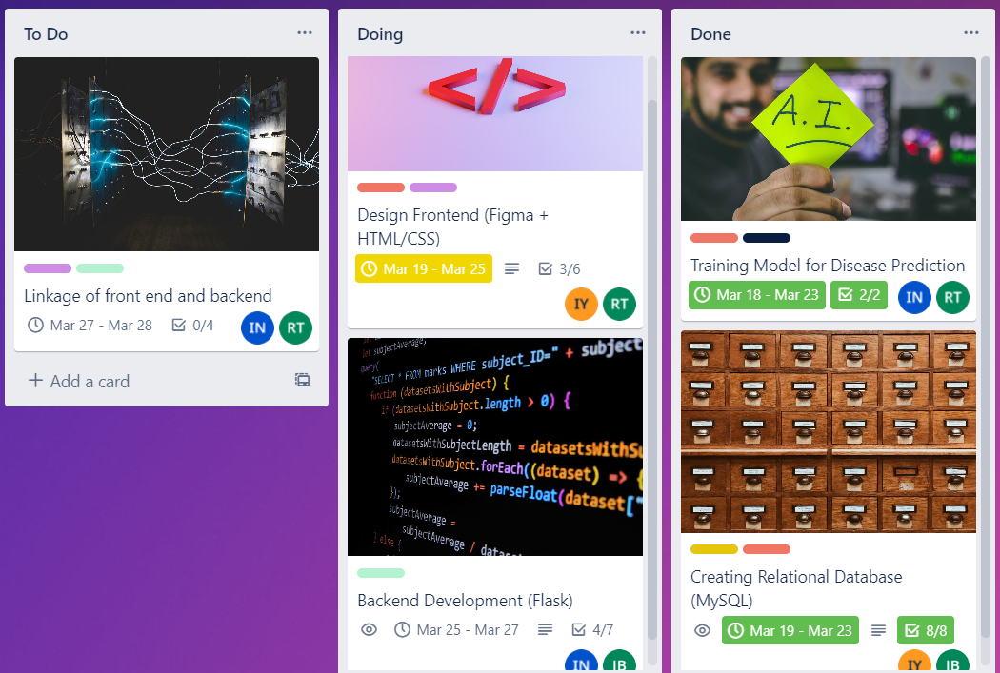 To Do
Linkage of front end and backend
Mar 27 - Mar 28
0/4
IN
RT
+ Add a card
Doing
</>
Design Frontend (Figma +
HTML/CSS)
Mar 19 - Mar 25
3/6
IY
RT
let subjectAverage;
query(
"SELECT * FROM marks WHERE subject_ID=" + subject
function (datasetsWithSubject) {
if (datasetsWithSubject.length > 0) {
subjectAverage = 0;
datasetsWithSubjectLength = datasetsWithSu
datasetsWithSubject.forEach((dataset) => {
subjectAverage += parseFloat(dataset["
});
subjectAverage =
subjectAverage / datas
} else {
Backend Development (Flask)
Mar 25 - Mar 27
4/7
IN
Done
A.I.
Training Model for Disease Prediction
Mar 18 - Mar 23
2/2
IN
RT
Creating Relational Database
(MySQL)
Mar 19 - Mar 23
8/8
IY